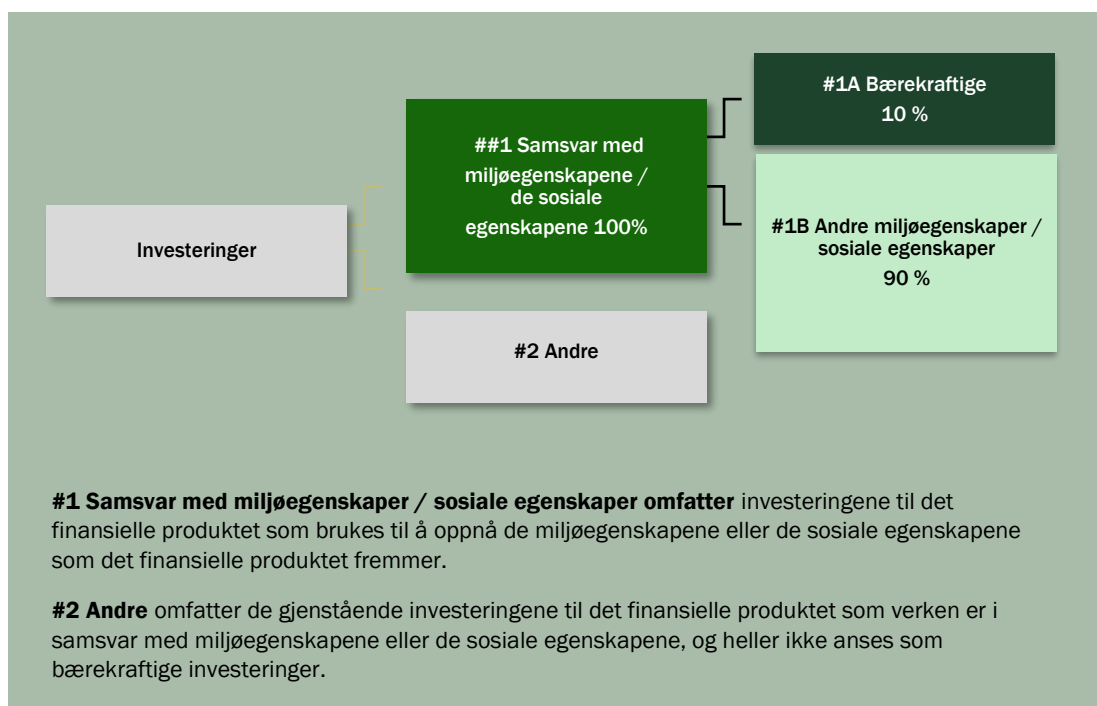 #1A Bærekraftige
10 %
##1 Samsvar med
miljøegenskapene /
de sosiale
egenskapene 100%
#1B Andre miljøegenskaper /
sosiale egenskaper
90 %
Investeringer
#2 Andre
#1 Samsvar med miljøegenskaper / sosiale egenskaper omfatter investeringene til det
finansielle produktet som brukes til å oppnå de miljøegenskapene eller de sosiale egenskapene
som det finansielle produktet fremmer.
#2 Andre omfatter de gjenstående investeringene til det finansielle produktet som verken er i
samsvar med miljøegenskapene eller de sosiale egenskapene, og heller ikke anses som
bærekraftige investeringer.